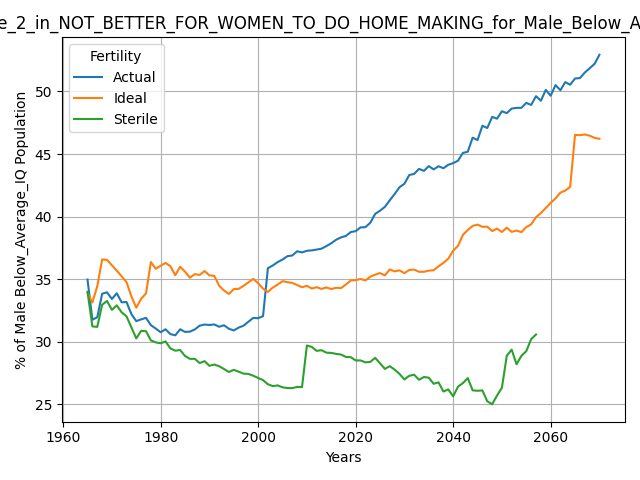 e_2_in_NOT_BETTER_FOR_WOMEN_TO_DO_HOME_MAKING_for_Male_Below_A
Fertility
Actual
Ideal
Sterile
% of Male Below_Average_IQ Population
50
45
40
35
30
25
1960 1980 2000 2020 2040 2060
Years